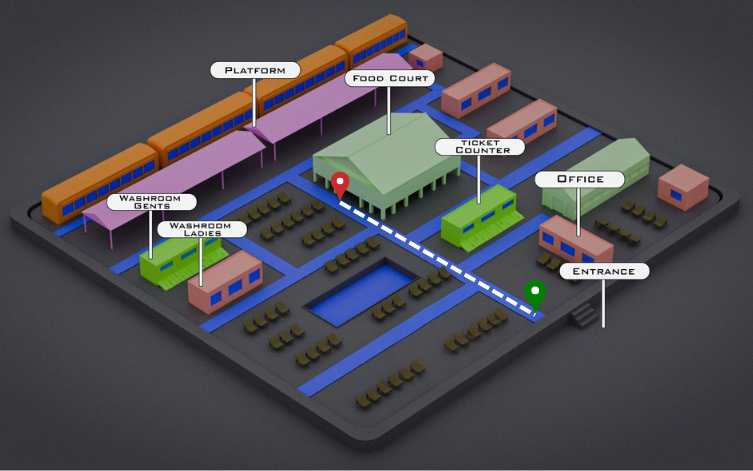 Platform
Food Court
Ticket
Counter
Office
Washroom
Gents
Washroom
Ladies
Entrance